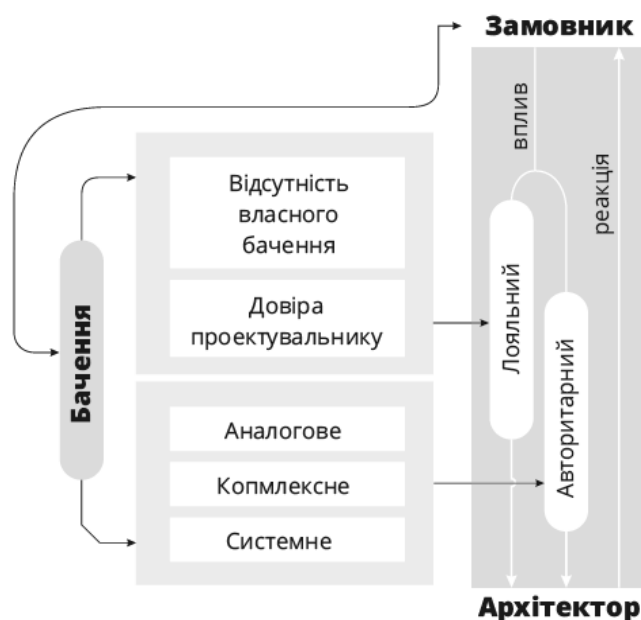 Замовник
вплив
реакція
Відсутність
власного
бачення
Довіра
проектувальнику
Бачення
Лояльний
Авторитарний
Аналогове
Копмлексне
Системне
Архітектор